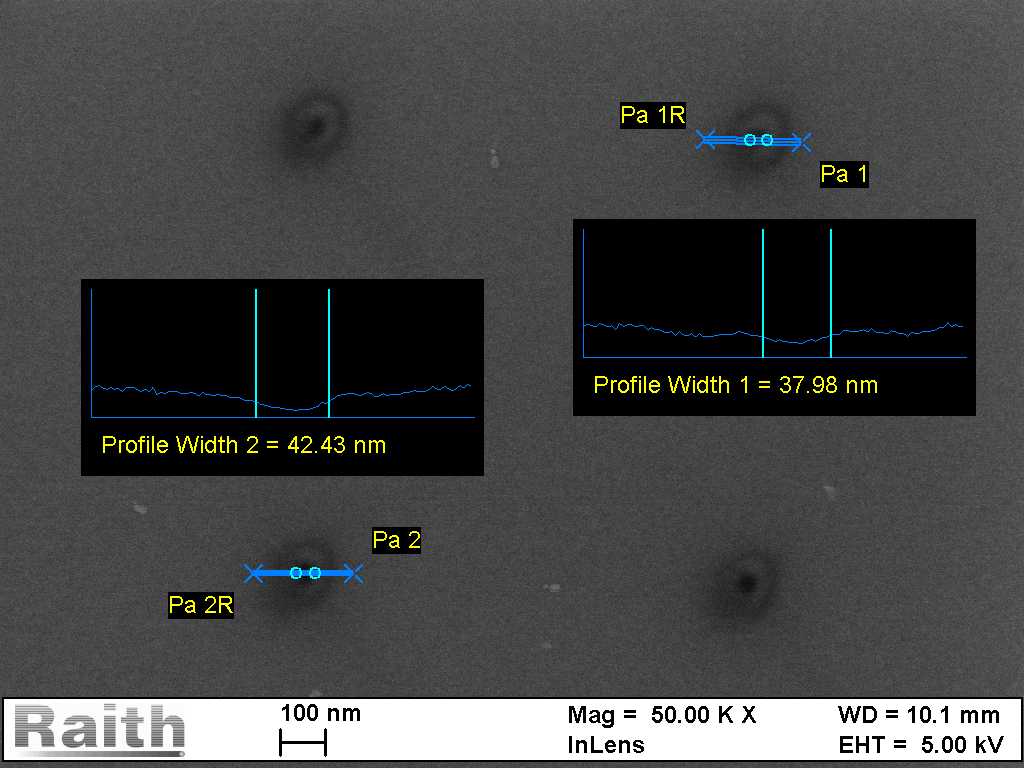 Pa 1R
Pa 1
Profile Width 1 = 37.98 nm
Profile Width 2 = 42.43 nm
Pa 2
Pa 2R
Raith
100 nm
Mag = 50.00 K X
WD = 10.1 mm
InLens
EHT = 5.00 kV